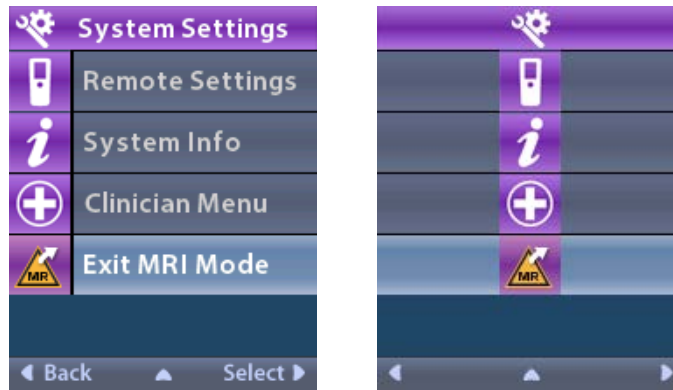 System Settings
Remote Settings
i
System Info
Clinician Menu
MR
Exit MRI Mode
Back Select
i
MR